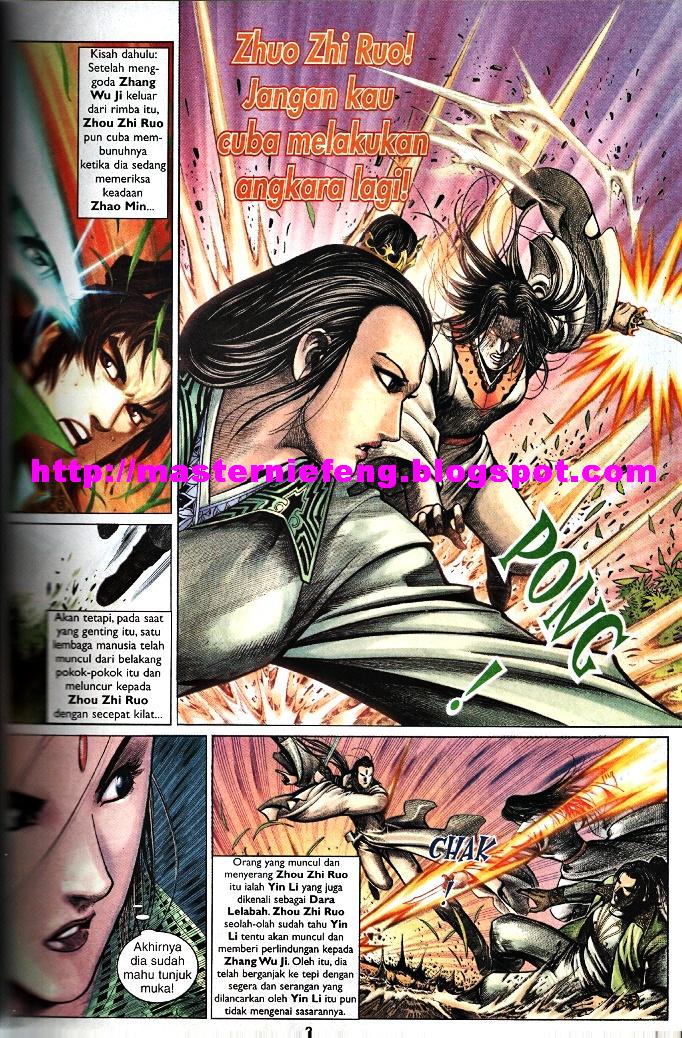 Kisah dahulu:
Setelah meng-
goda Zhang
Wu Ji keluar
dari rimba itu,
Zhou Zhi Ruo
pun cuba mem-
bunuhnya
ketika dia sedang
memeriksa
keadaan
Zhao Min...
Zhuo Zhi Ruo!
Jangan kau
cuba melakukan
angkara lagi!
http://masterniefeng.blogspot.com
PONG
!
Akan tetapi, pada saat
yang genting itu, satu
lembaga manusia telah
muncul dari belakang
pokok-pokok itu dan
meluncur kepada
Zhou Zhi Ruo
dengan secepat kilat...
Akhirnya
dia sudah
mahu tunjuk
muka!
Orang yang muncul dan
menyerang Zhou Zhi Ruo
itu ialah Yin Li yang juga
dikenali sebagai Dara
Lelabah. Zhou Zhi Ruo
seolah-olah sudah tahu Yin
Li tentu akan muncul dan
memberi perlindungan kepada
Zhang Wu Ji. Oleh itu, dia
telah berganjak ke tepi dengan
segera dan serangan yang
dilancarkan oleh Yin Li itu pun
tidak mengenai sasarannya.
CHAK
!